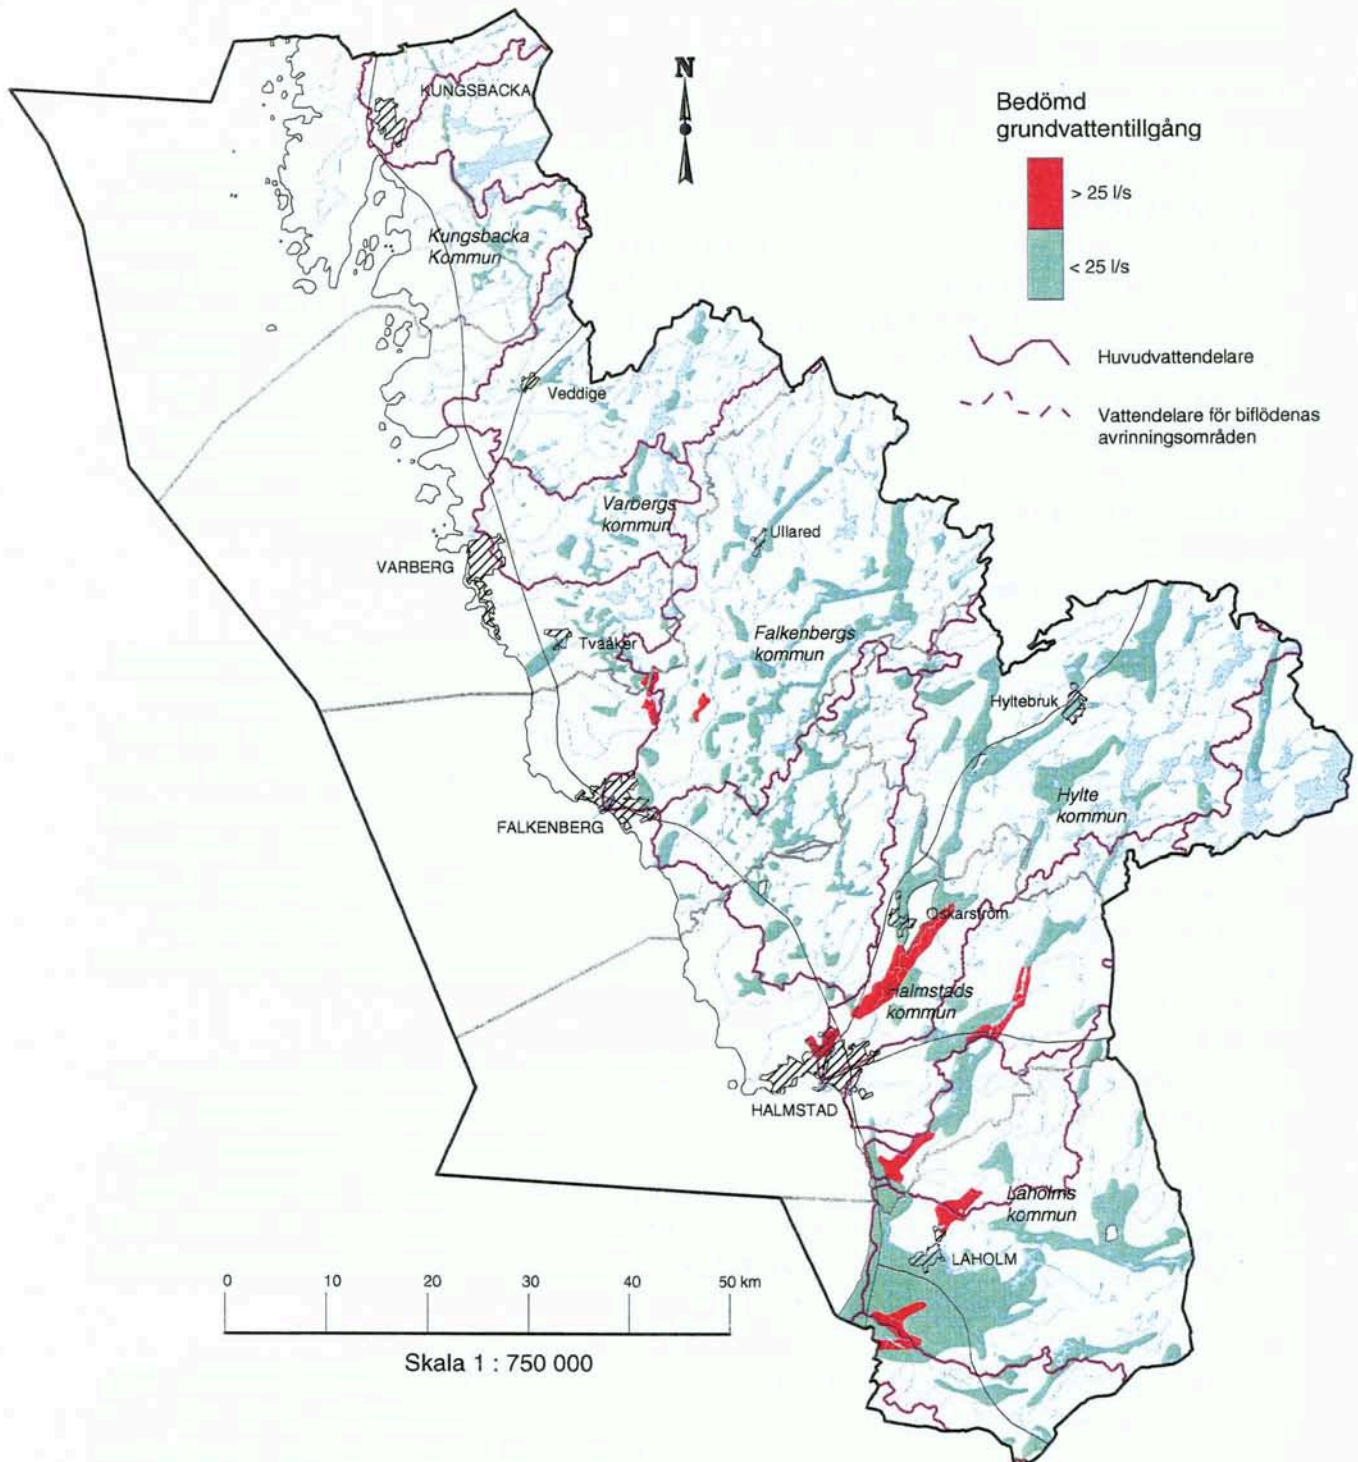 N
KUNGSBACKA
Bedömd
grundvattentillgång
> 25 l/s
< 25 l/s
Kungsbacka
Kommun
Huvudvattendelare
Veddige
Vattendelare för biflödenas
avrinningsområden
Varbergs
kommun
Ullared
VARBERG
Tvååker
Falkenbergs
kommun
Hyltebruk
Hylte
kommun
FALKENBERG
Oskarström
Halmstads
kommun
HALMSTAD
Laholms
kommun
LAHOLM
0 10 20 30 40 50 km
Skala 1 : 750 000